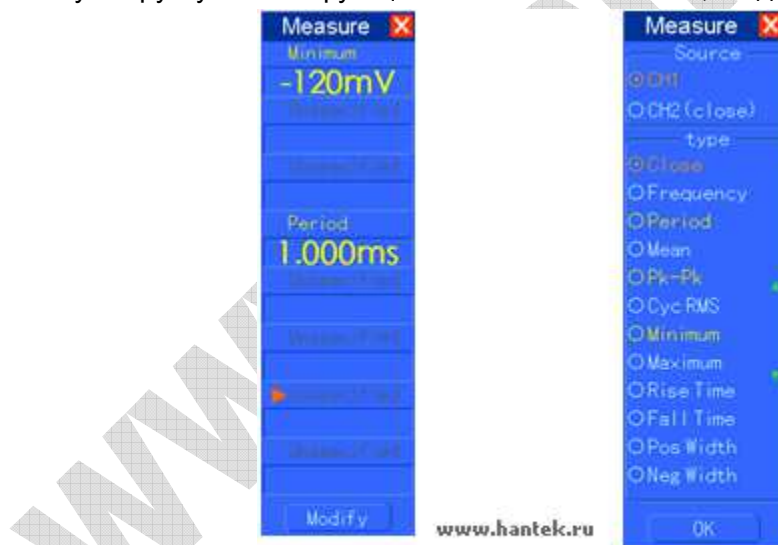 Measure
Minimum
-120mV
Period
1.000ms
Modify
www.hantek.ru
Measure
Source
CH1
CH2(close)
type
Close
Frequency
Period
Mean
Pk-Pk
Cyc RMS
Minimum
Maximum
Rise Time
Fall Time
Pos Width
Neg Width
OK